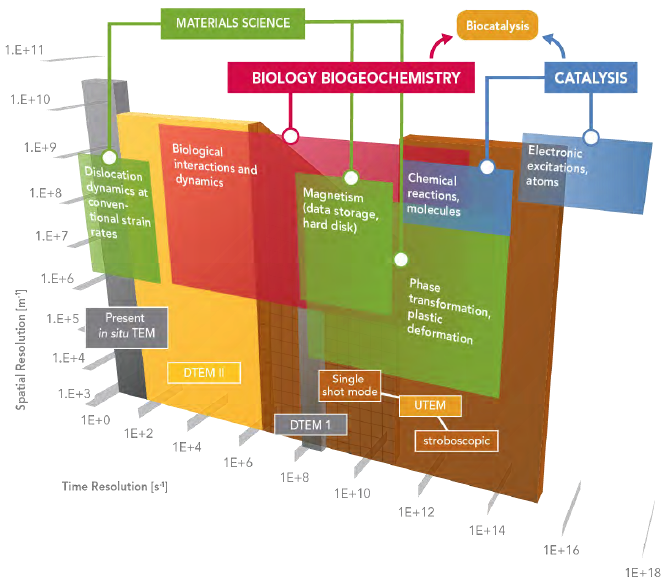 MATERIALS SCIENCE
Biocatalysis
BIOLOGY BIOGEOCHEMISTRY
CATALYSIS
1.E+11
1.E+10
1.E+9
1.E+8
1.E+7
1.E+6
1.E+5
1.E+4
1.E+3
Spatial Resolution [m⁻¹]
Dislocation
dynamics at
conven-
tional strain
rates
Biological
interactions and
dynamics
Magnetism
(data storage,
hard disk)
Chemical
reactions,
molecules
Electronic
excitations,
atoms
Phase
transformation,
plastic
deformation
Present
in situ TEM
DTEM II
DTEM 1
Single
shot mode
UTEM
stroboscopic
1E+0
1E+2
1E+4
1E+6
1E+8
1E+10
1E+12
1E+14
1E+16
1E+18
Time Resolution [s⁻¹]